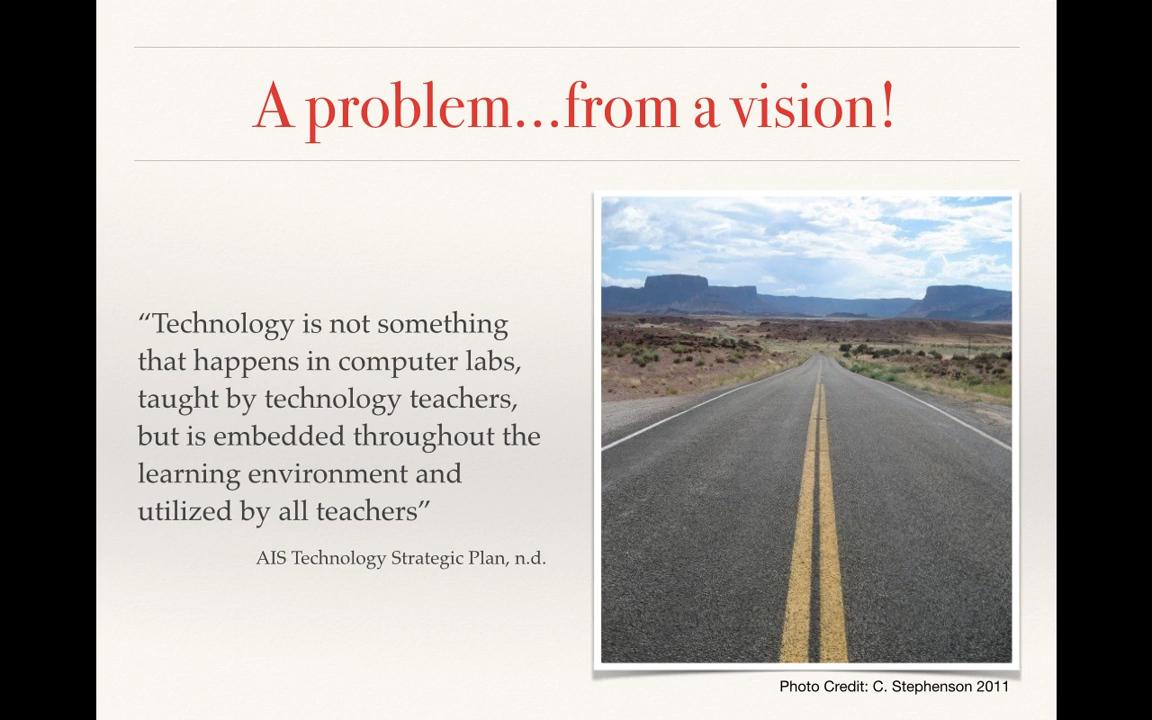 A problem...from a vision!
“Technology is not something
that happens in computer labs,
taught by technology teachers,
but is embedded throughout the
learning environment and
utilized by all teachers”
AIS Technology Strategic Plan, n.d.
Photo Credit: C. Stephenson 2011